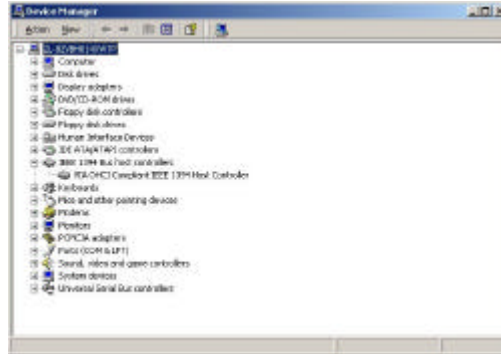 Device Manager
Action View
Computer
Disk drives
Display adapters
DVD/CD-ROM drives
Floppy disk controllers
Floppy disk drives
Human Interface Devices
IDE ATA/ATAPI controllers
IEEE 1394 Bus host controllers
OHCI Compliant IEEE 1394 Host Controller
Keyboards
Mice and other pointing devices
Modems
Monitors
PCMCIA adapters
Ports (COM & LPT)
Sound, video and game controllers
System devices
Universal Serial Bus controllers